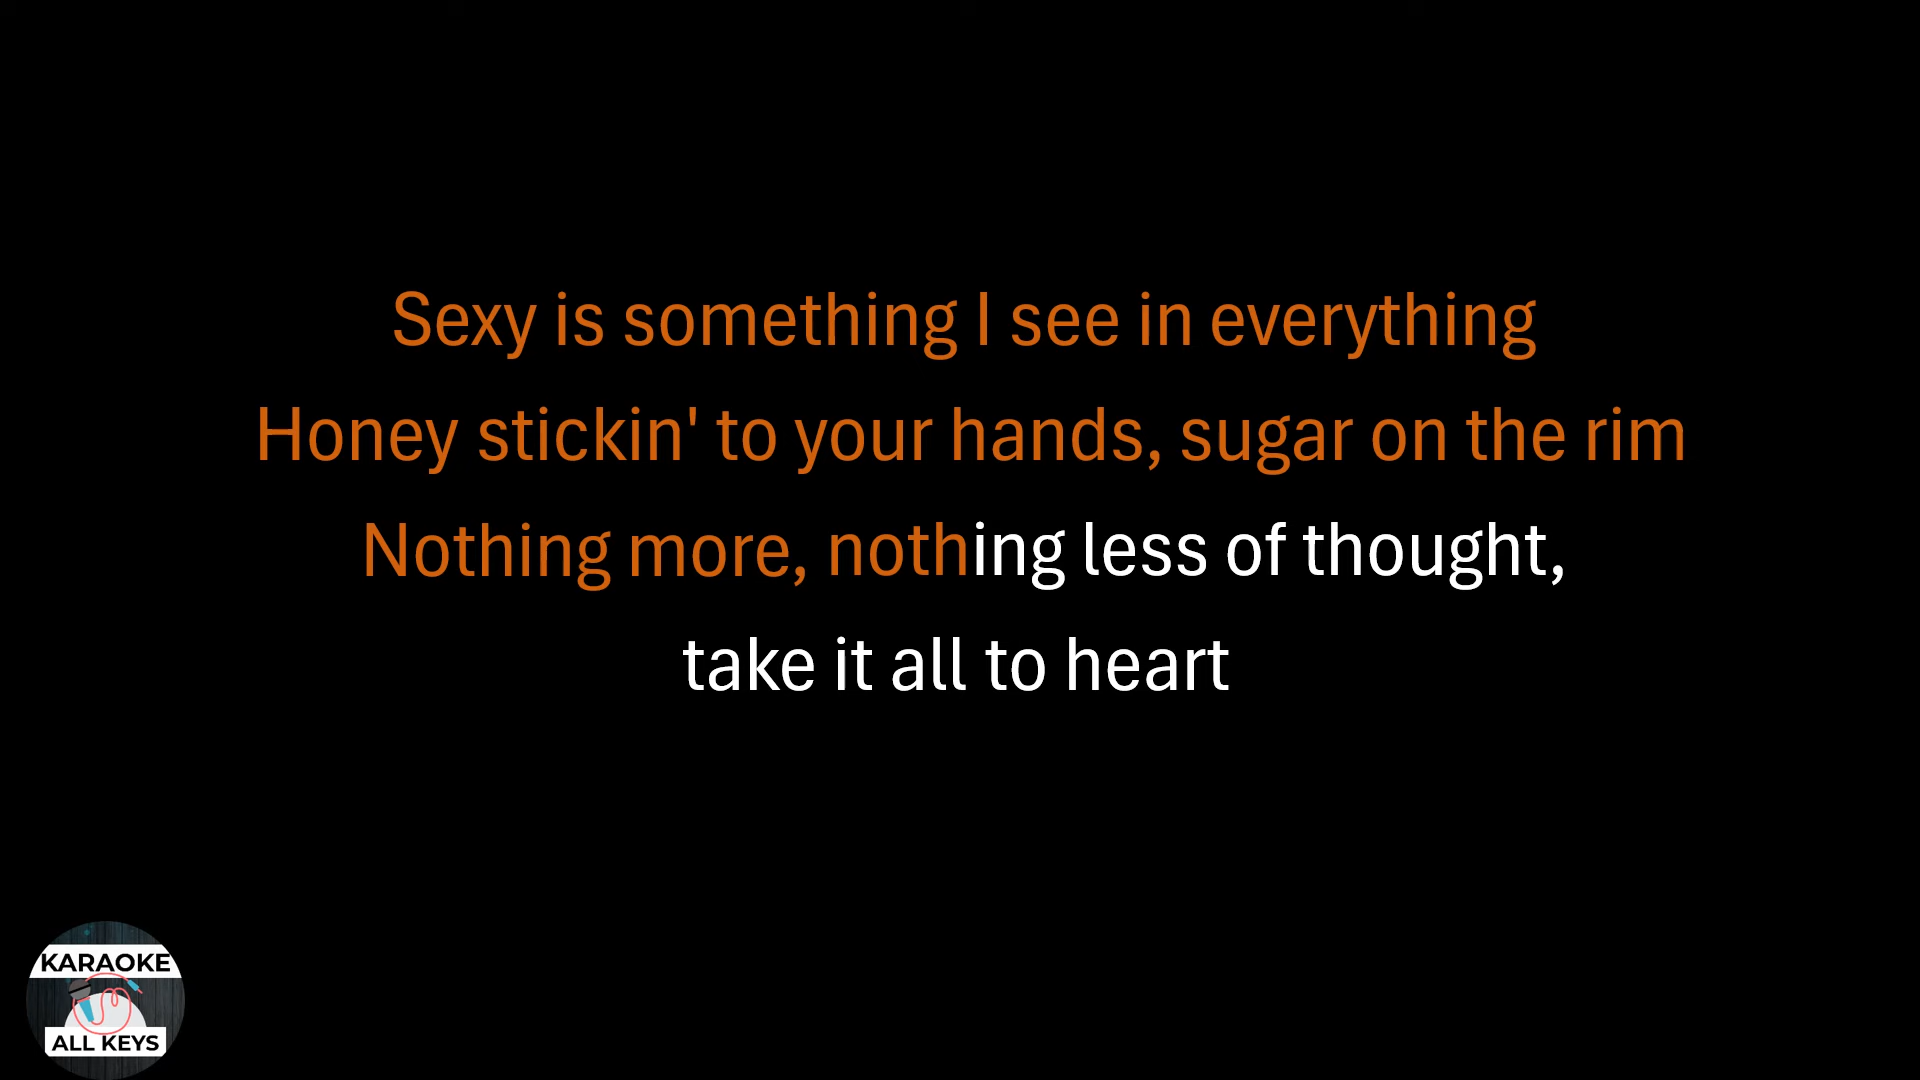 Sexy is something I see in everything
Honey stickin' to your hands, sugar on the rim
Nothing more, nothing less of thought,
take it all to heart
KARAOKE
ALL KEYS